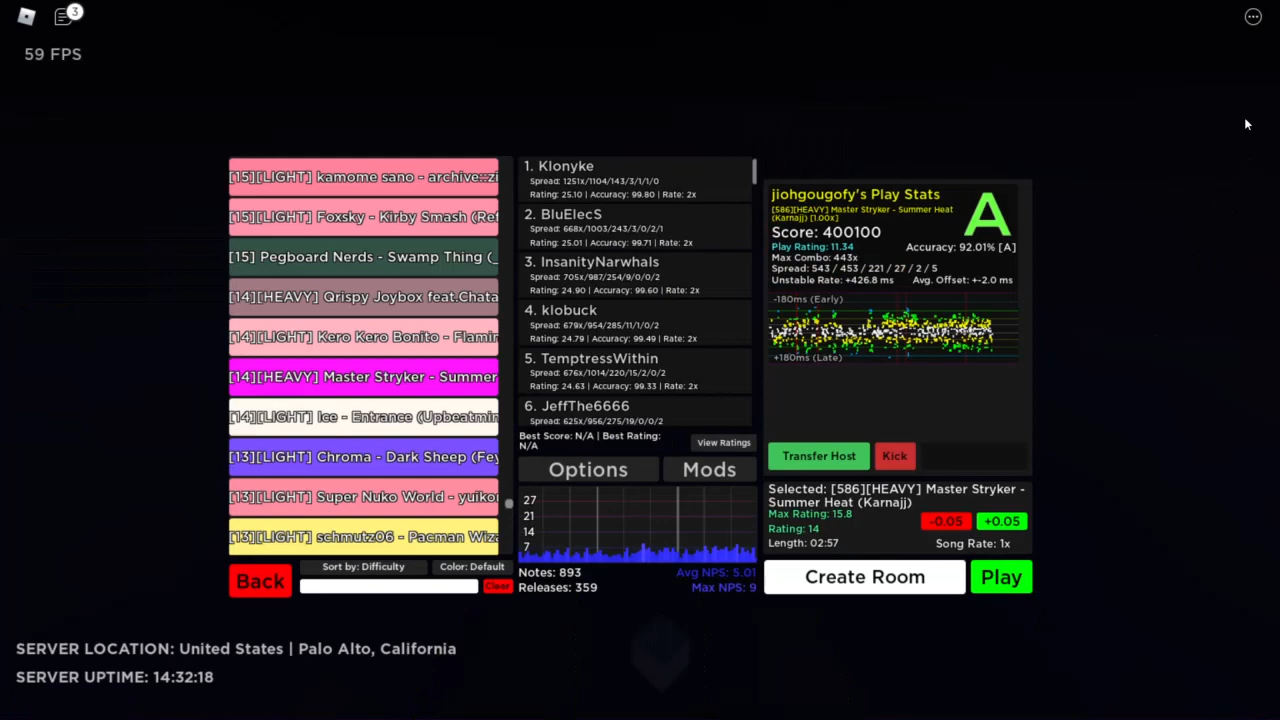 3
59 FPS
[15][LIGHT] kamome sano - archive::zi
[15][LIGHT] Foxsky - Kirby Smash (Ref
[15] Pegboard Nerds - Swamp Thing (_
[14][HEAVY] Qrispy Joybox feat.Chata
[14][LIGHT] Kero Kero Bonito - Flamin
[14][HEAVY] Master Stryker - Summer
[14][LIGHT] Ice - Entrance (Upbeatmin
[13][LIGHT] Chroma - Dark Sheep (Fey
[13][LIGHT] Super Nuko World - yuikon
[13][LIGHT] schmutz06 - Pacman Wiza
Back
Sort by: Difficulty
Color: Default
Clear
1. Klonyke
Spread: 1251x/1104/143/3/1/1/0
Rating: 25.10 | Accuracy: 99.80 | Rate: 2x
2. BluElecS
Spread: 668x/1003/243/3/0/2/1
Rating: 25.01 | Accuracy: 99.71 | Rate: 2x
3. InsanityNarwhals
Spread: 705x/987/254/9/0/0/2
Rating: 24.90 | Accuracy: 99.60 | Rate: 2x
4. klobuck
Spread: 679x/954/285/11/1/0/2
Rating: 24.79 | Accuracy: 99.49 | Rate: 2x
5. TemptressWithin
Spread: 676x/1014/220/15/2/0/2
Rating: 24.63 | Accuracy: 99.33 | Rate: 2x
6. JeffThe6666
Spread: 625x/956/275/19/0/0/2
Best Score: N/A | Best Rating:
N/A
View Ratings
Options
Mods
27
21
14
7
Notes: 893
Avg NPS: 5.01
Releases: 359
Max NPS: 9
jiohgougofy's Play Stats
[586][HEAVY] Master Stryker - Summer Heat
(Karnajj) [1.00x]
A
Score: 400100
Play Rating: 11.34
Accuracy: 92.01% [A]
Max Combo: 443x
Spread: 543 / 453 / 221 / 27 / 2 / 5
Unstable Rate: +426.8 ms
Avg. Offset: +-2.0 ms
-180ms (Early)
+180ms (Late)
Transfer Host
Kick
Selected: [586][HEAVY] Master Stryker -
Summer Heat (Karnajj)
Max Rating: 15.8
Rating: 14
-0.05
+0.05
Length: 02:57
Song Rate: 1x
Create Room
Play
SERVER LOCATION: United States | Palo Alto, California
SERVER UPTIME: 14:32:18